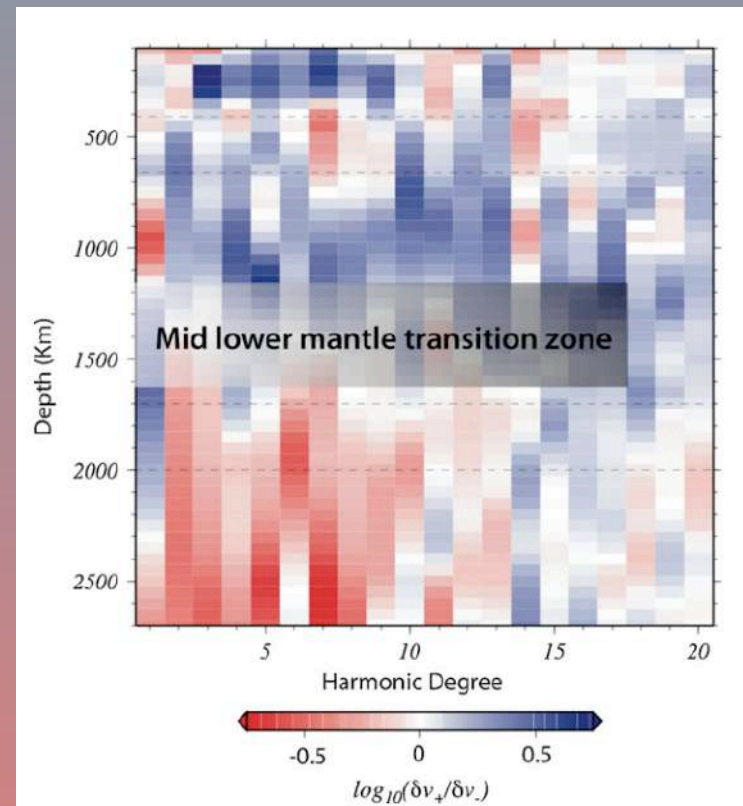 500
1000
1500
2000
2500
Depth (Km)
Mid lower mantle transition zone
5 10 15 20
Harmonic Degree
-0.5 0 0.5
log10(δv+/δv-)